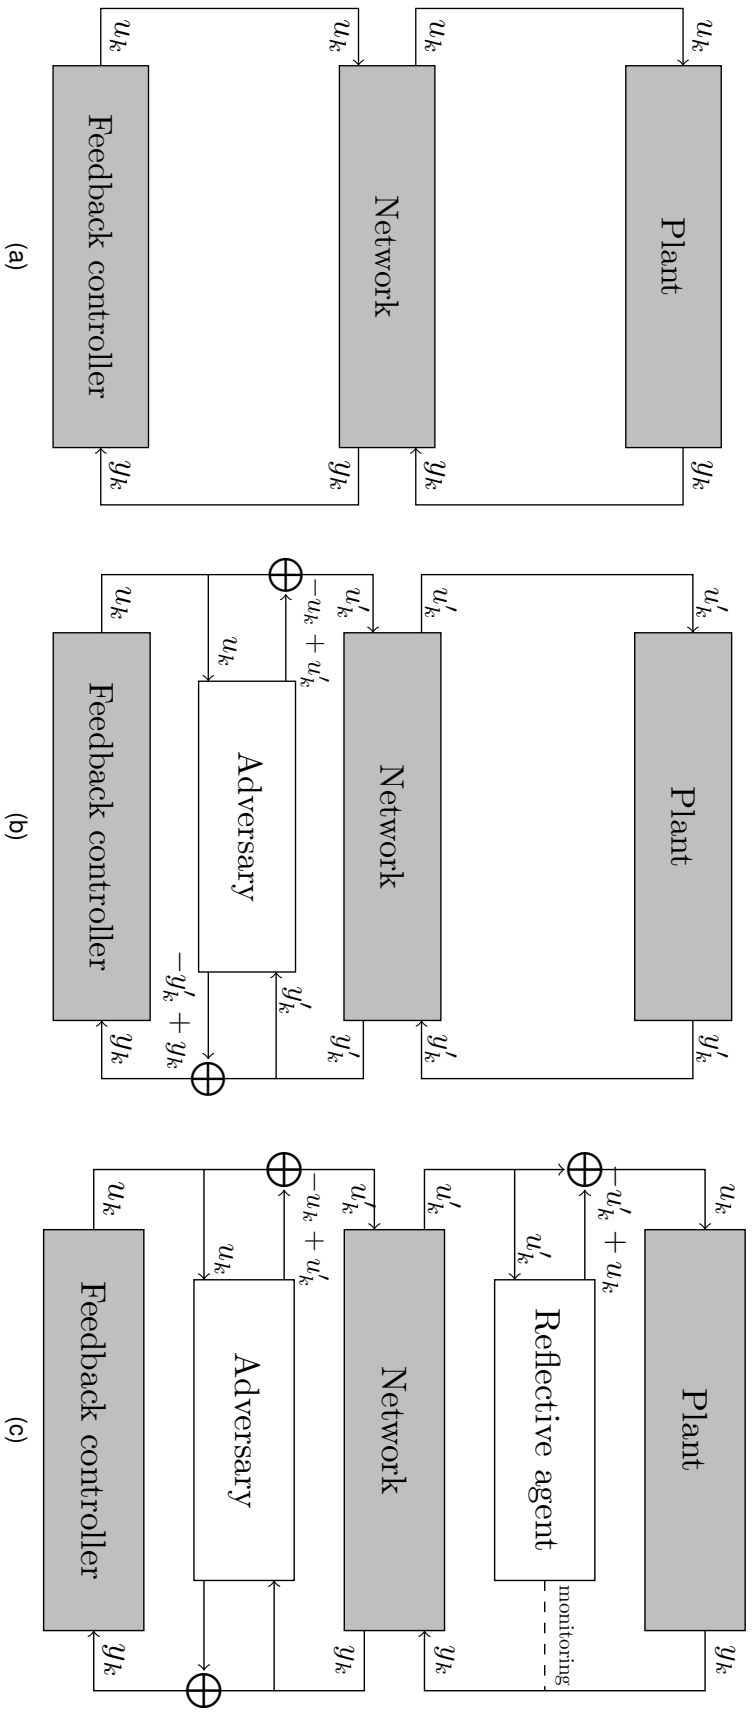 u_k
u_k
u_k
u_k
Plant
Network
Feedback controller
y_k
y_k
y_k
y_k
(a)
u'_k
u'_k
u'_k
-u_k + u'_k
u_k
u_k
Plant
Network
Adversary
Feedback controller
y'_k
y'_k
y'_k
y'_k
-y'_k + y_k
y_k
(b)
u_k
-u'_k + u_k
u'_k
u'_k
u'_k
-u_k + u'_k
u_k
u_k
Plant
Reflective agent
monitoring
Network
Adversary
Feedback controller
y_k
y_k
y_k
y_k
(c)